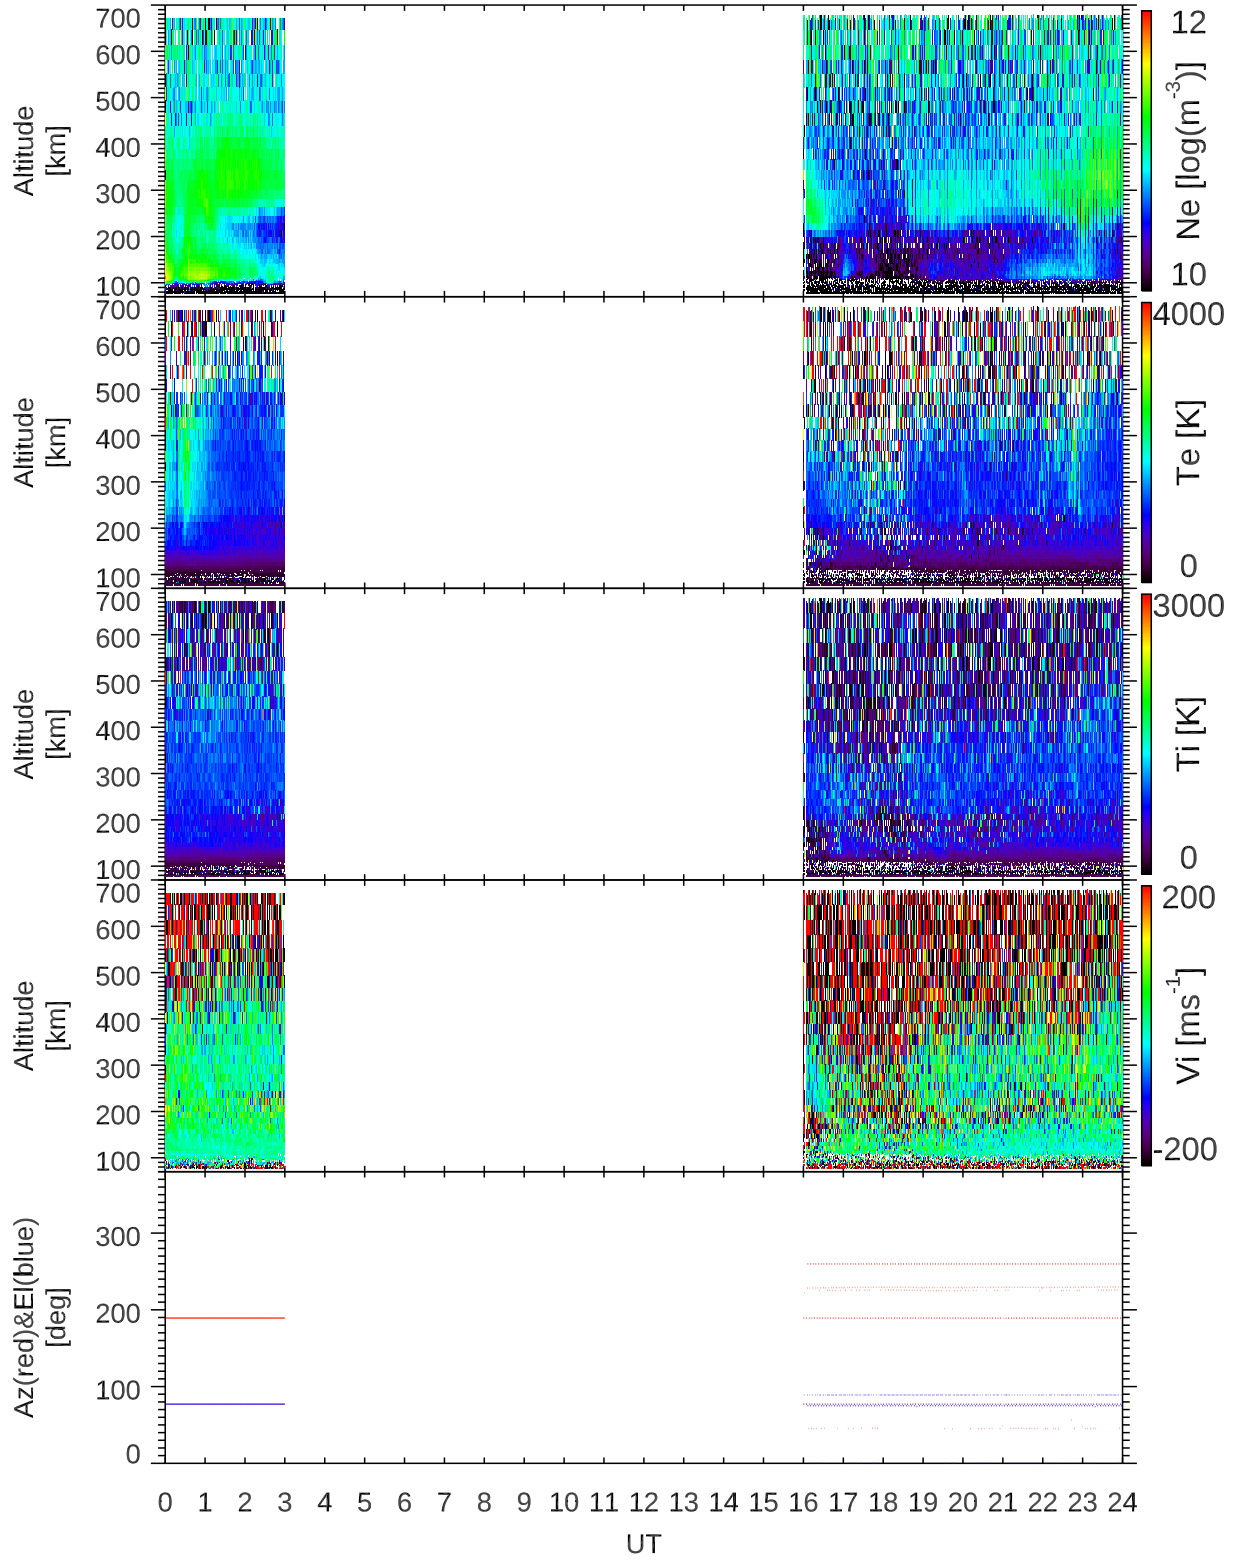 700
600
500
400
300
200
100
Altitude
[km]
12
10
Ne [log(m⁻³)]
700
600
500
400
300
200
100
Altitude
[km]
4000
0
Te [K]
700
600
500
400
300
200
100
Altitude
[km]
3000
0
Ti [K]
700
600
500
400
300
200
100
Altitude
[km]
200
-200
Vi [ms⁻¹]
300
200
100
0
Az(red)&El(blue)
[deg]
0 1 2 3 4 5 6 7 8 9 10 11 12 13 14 15 16 17 18 19 20 21 22 23 24
UT